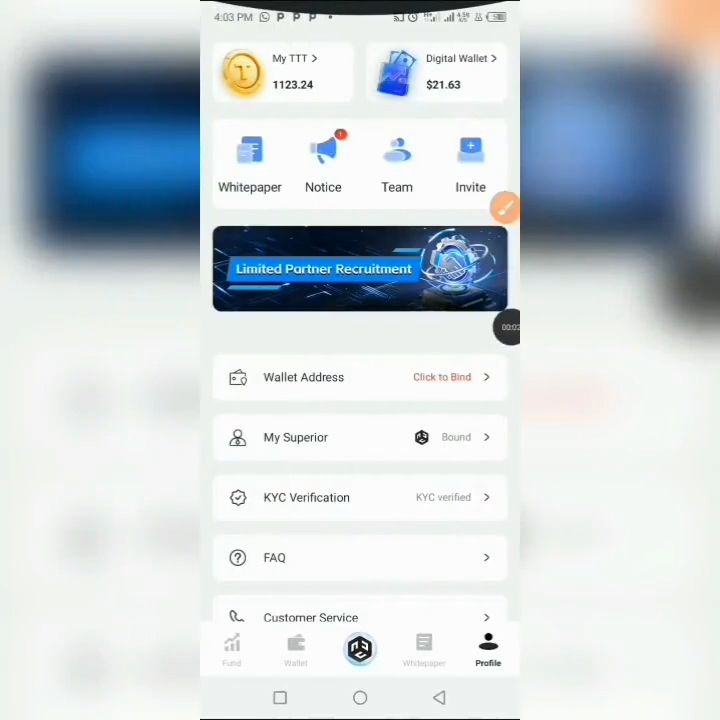 4:03 PM
My TTT
1123.24
Digital Wallet
$21.63
Whitepaper
Notice
1
Team
Invite
Limited Partner Recruitment
Wallet Address
Click to Bind
My Superior
Bound
KYC Verification
KYC verified
FAQ
Customer Service
Fund
Wallet
Whitepaper
Profile